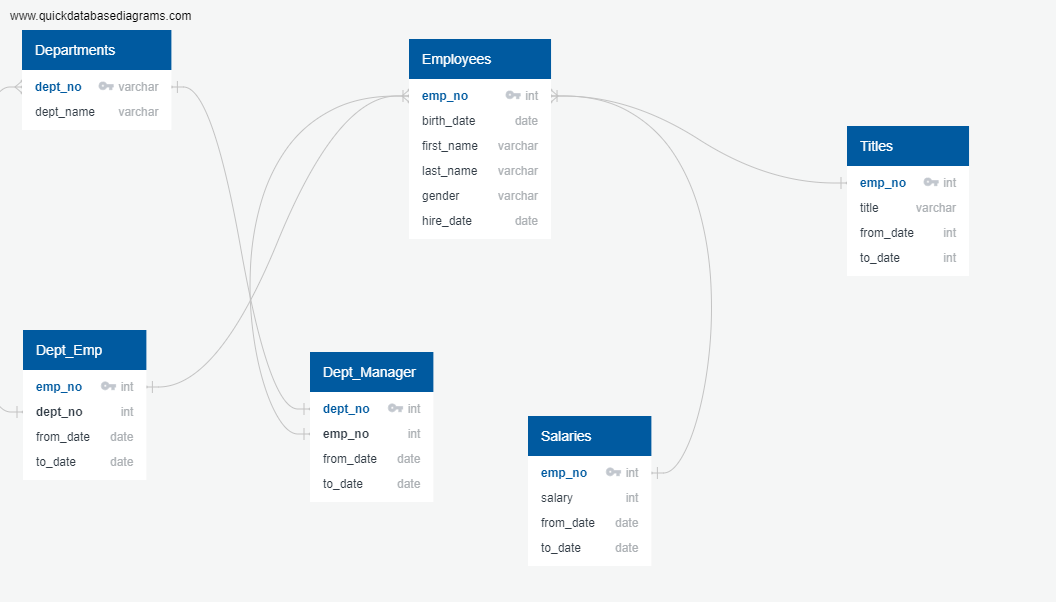 www.quickdatabasediagrams.com
Departments
dept_no varchar
dept_name varchar
Employees
emp_no int
birth_date date
first_name varchar
last_name varchar
gender varchar
hire_date date
Titles
emp_no int
title varchar
from_date int
to_date int
Dept_Emp
emp_no int
dept_no int
from_date date
to_date date
Dept_Manager
dept_no int
emp_no int
from_date date
to_date date
Salaries
emp_no int
salary int
from_date date
to_date date